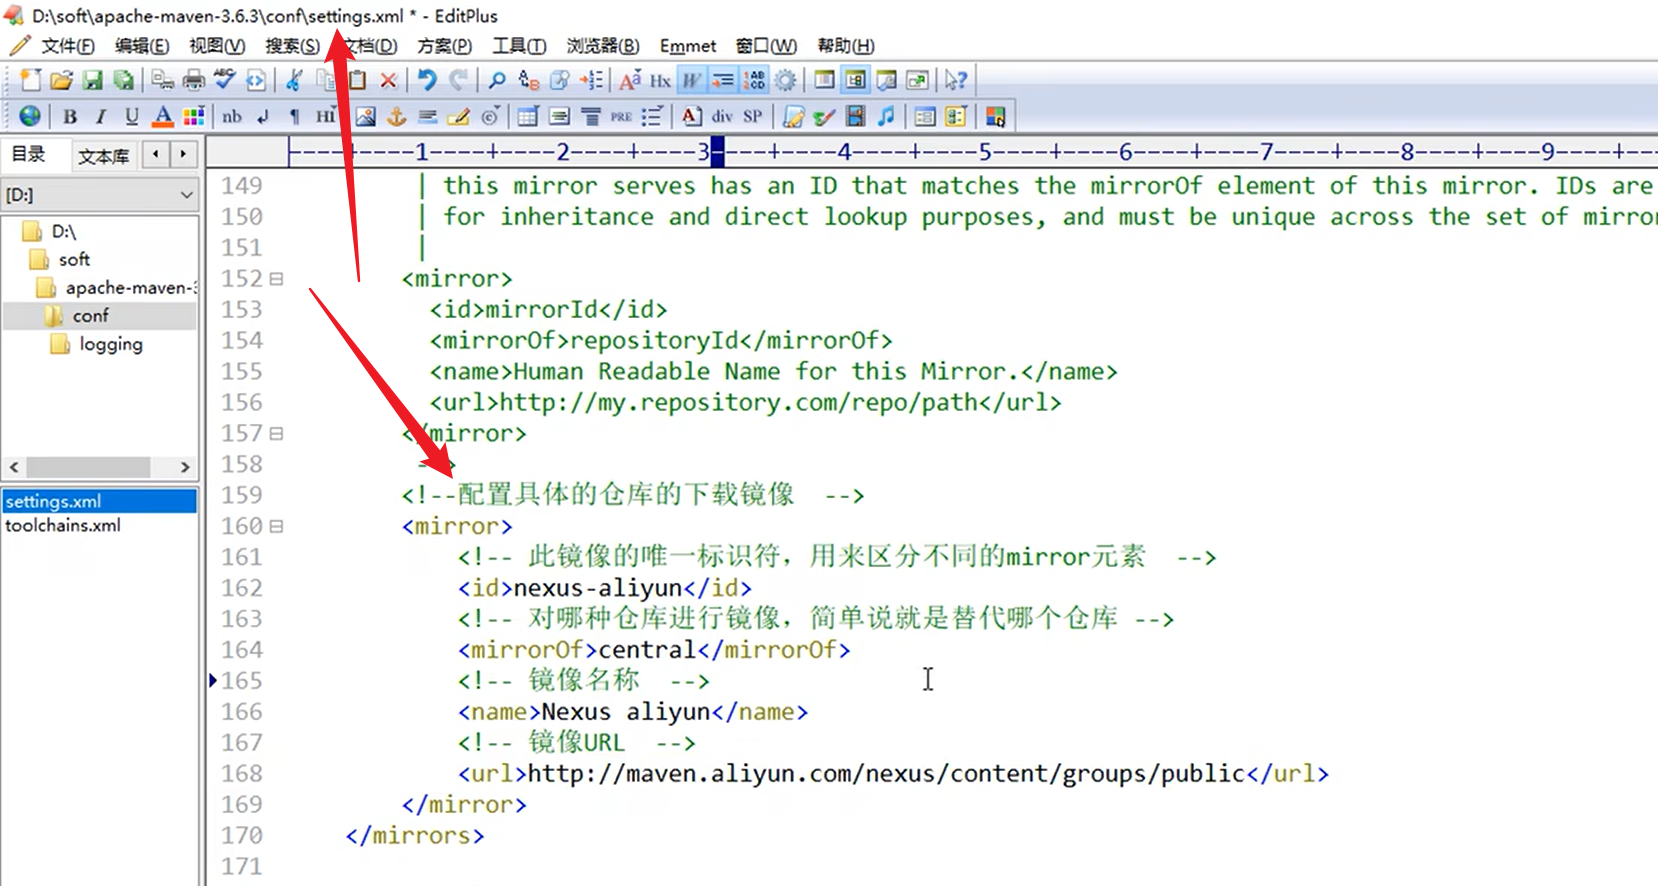 D:\soft\apache-maven-3.6.3\conf\settings.xml * - EditPlus
文件(F) 编辑(E) 视图(V) 搜索(S) 文档(D) 方案(P) 工具(T) 浏览器(B) Emmet 窗口(W) 帮助(H)
Hx W
B I U A nb HI PRE A div SP
目录 文本库
----+----1----+----2----+----3----+----4----+----5----+----6----+----7----+----8----+----9----+--
[D:]
D:\
soft
apache-maven-3
conf
logging
settings.xml
toolchains.xml
149 | this mirror serves has an ID that matches the mirrorOf element of this mirror. IDs are
150 | for inheritance and direct lookup purposes, and must be unique across the set of mirror
151 |
152 <mirror>
153 <id>mirrorId</id>
154 <mirrorOf>repositoryId</mirrorOf>
155 <name>Human Readable Name for this Mirror.</name>
156 <url>http://my.repository.com/repo/path</url>
157 </mirror>
158 -->
159 <!--配置具体的仓库的下载镜像 -->
160 <mirror>
161 <!-- 此镜像的唯一标识符，用来区分不同的mirror元素 -->
162 <id>nexus-aliyun</id>
163 <!-- 对哪种仓库进行镜像，简单说就是替代哪个仓库 -->
164 <mirrorOf>central</mirrorOf>
165 <!-- 镜像名称 -->
166 <name>Nexus aliyun</name>
167 <!-- 镜像URL -->
168 <url>http://maven.aliyun.com/nexus/content/groups/public</url>
169 </mirror>
170 </mirrors>
171